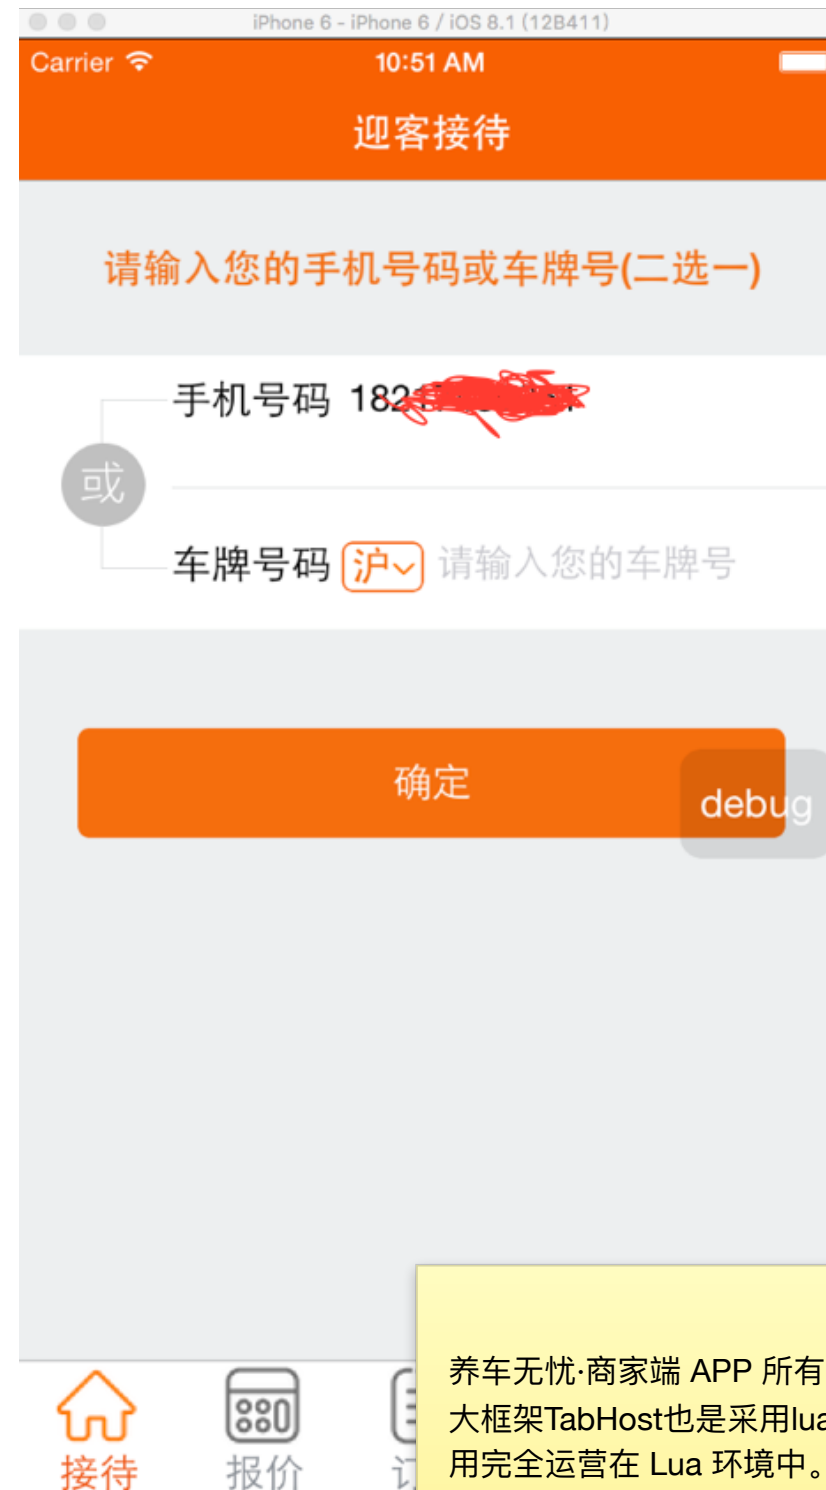 iPhone 6 - iPhone 6 / iOS 8.1 (12B411)
Carrier 10:51 AM
迎客接待
请输入您的手机号码或车牌号(二选一)
手机号码 182
或
车牌号码 沪 请输入您的车牌号
确定
debug
养车无忧·商家端 APP 所有
大框架TabHost也是采用lua
用完全运营在 Lua 环境中。
接待 报价